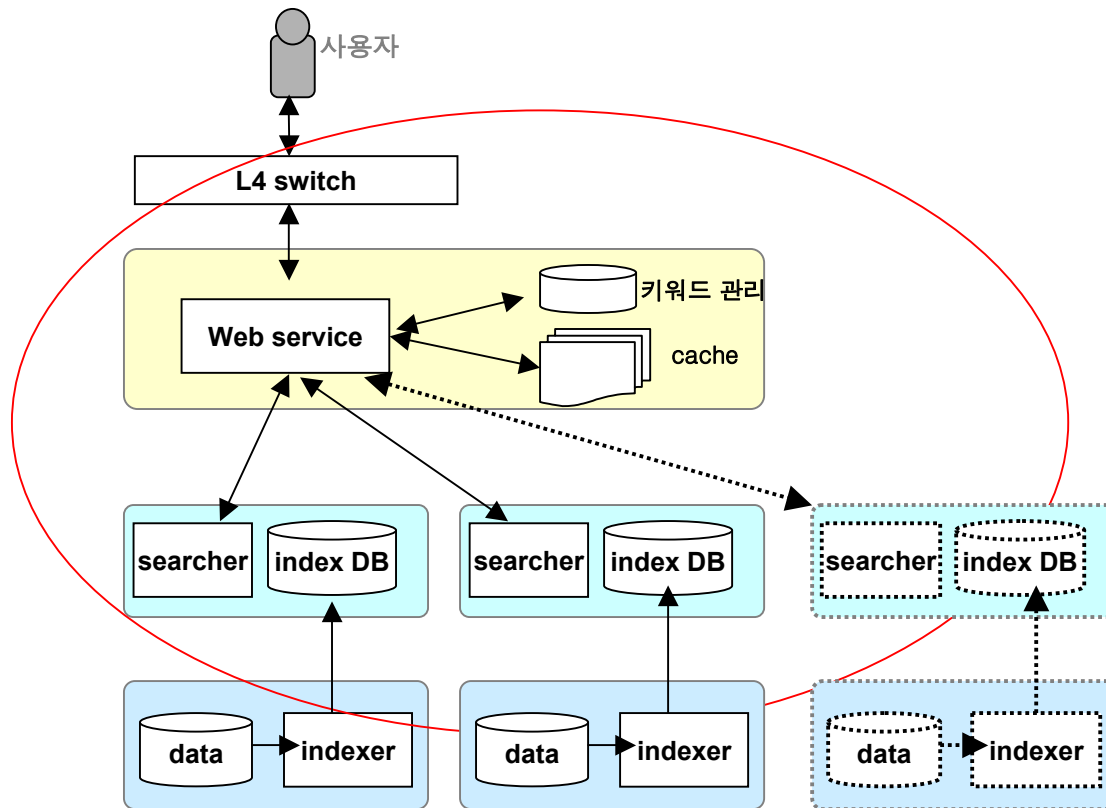 사용자
L4 switch
키워드 관리
Web service
cache
searcher
index DB
searcher
index DB
searcher
index DB
data
indexer
data
indexer
data
indexer